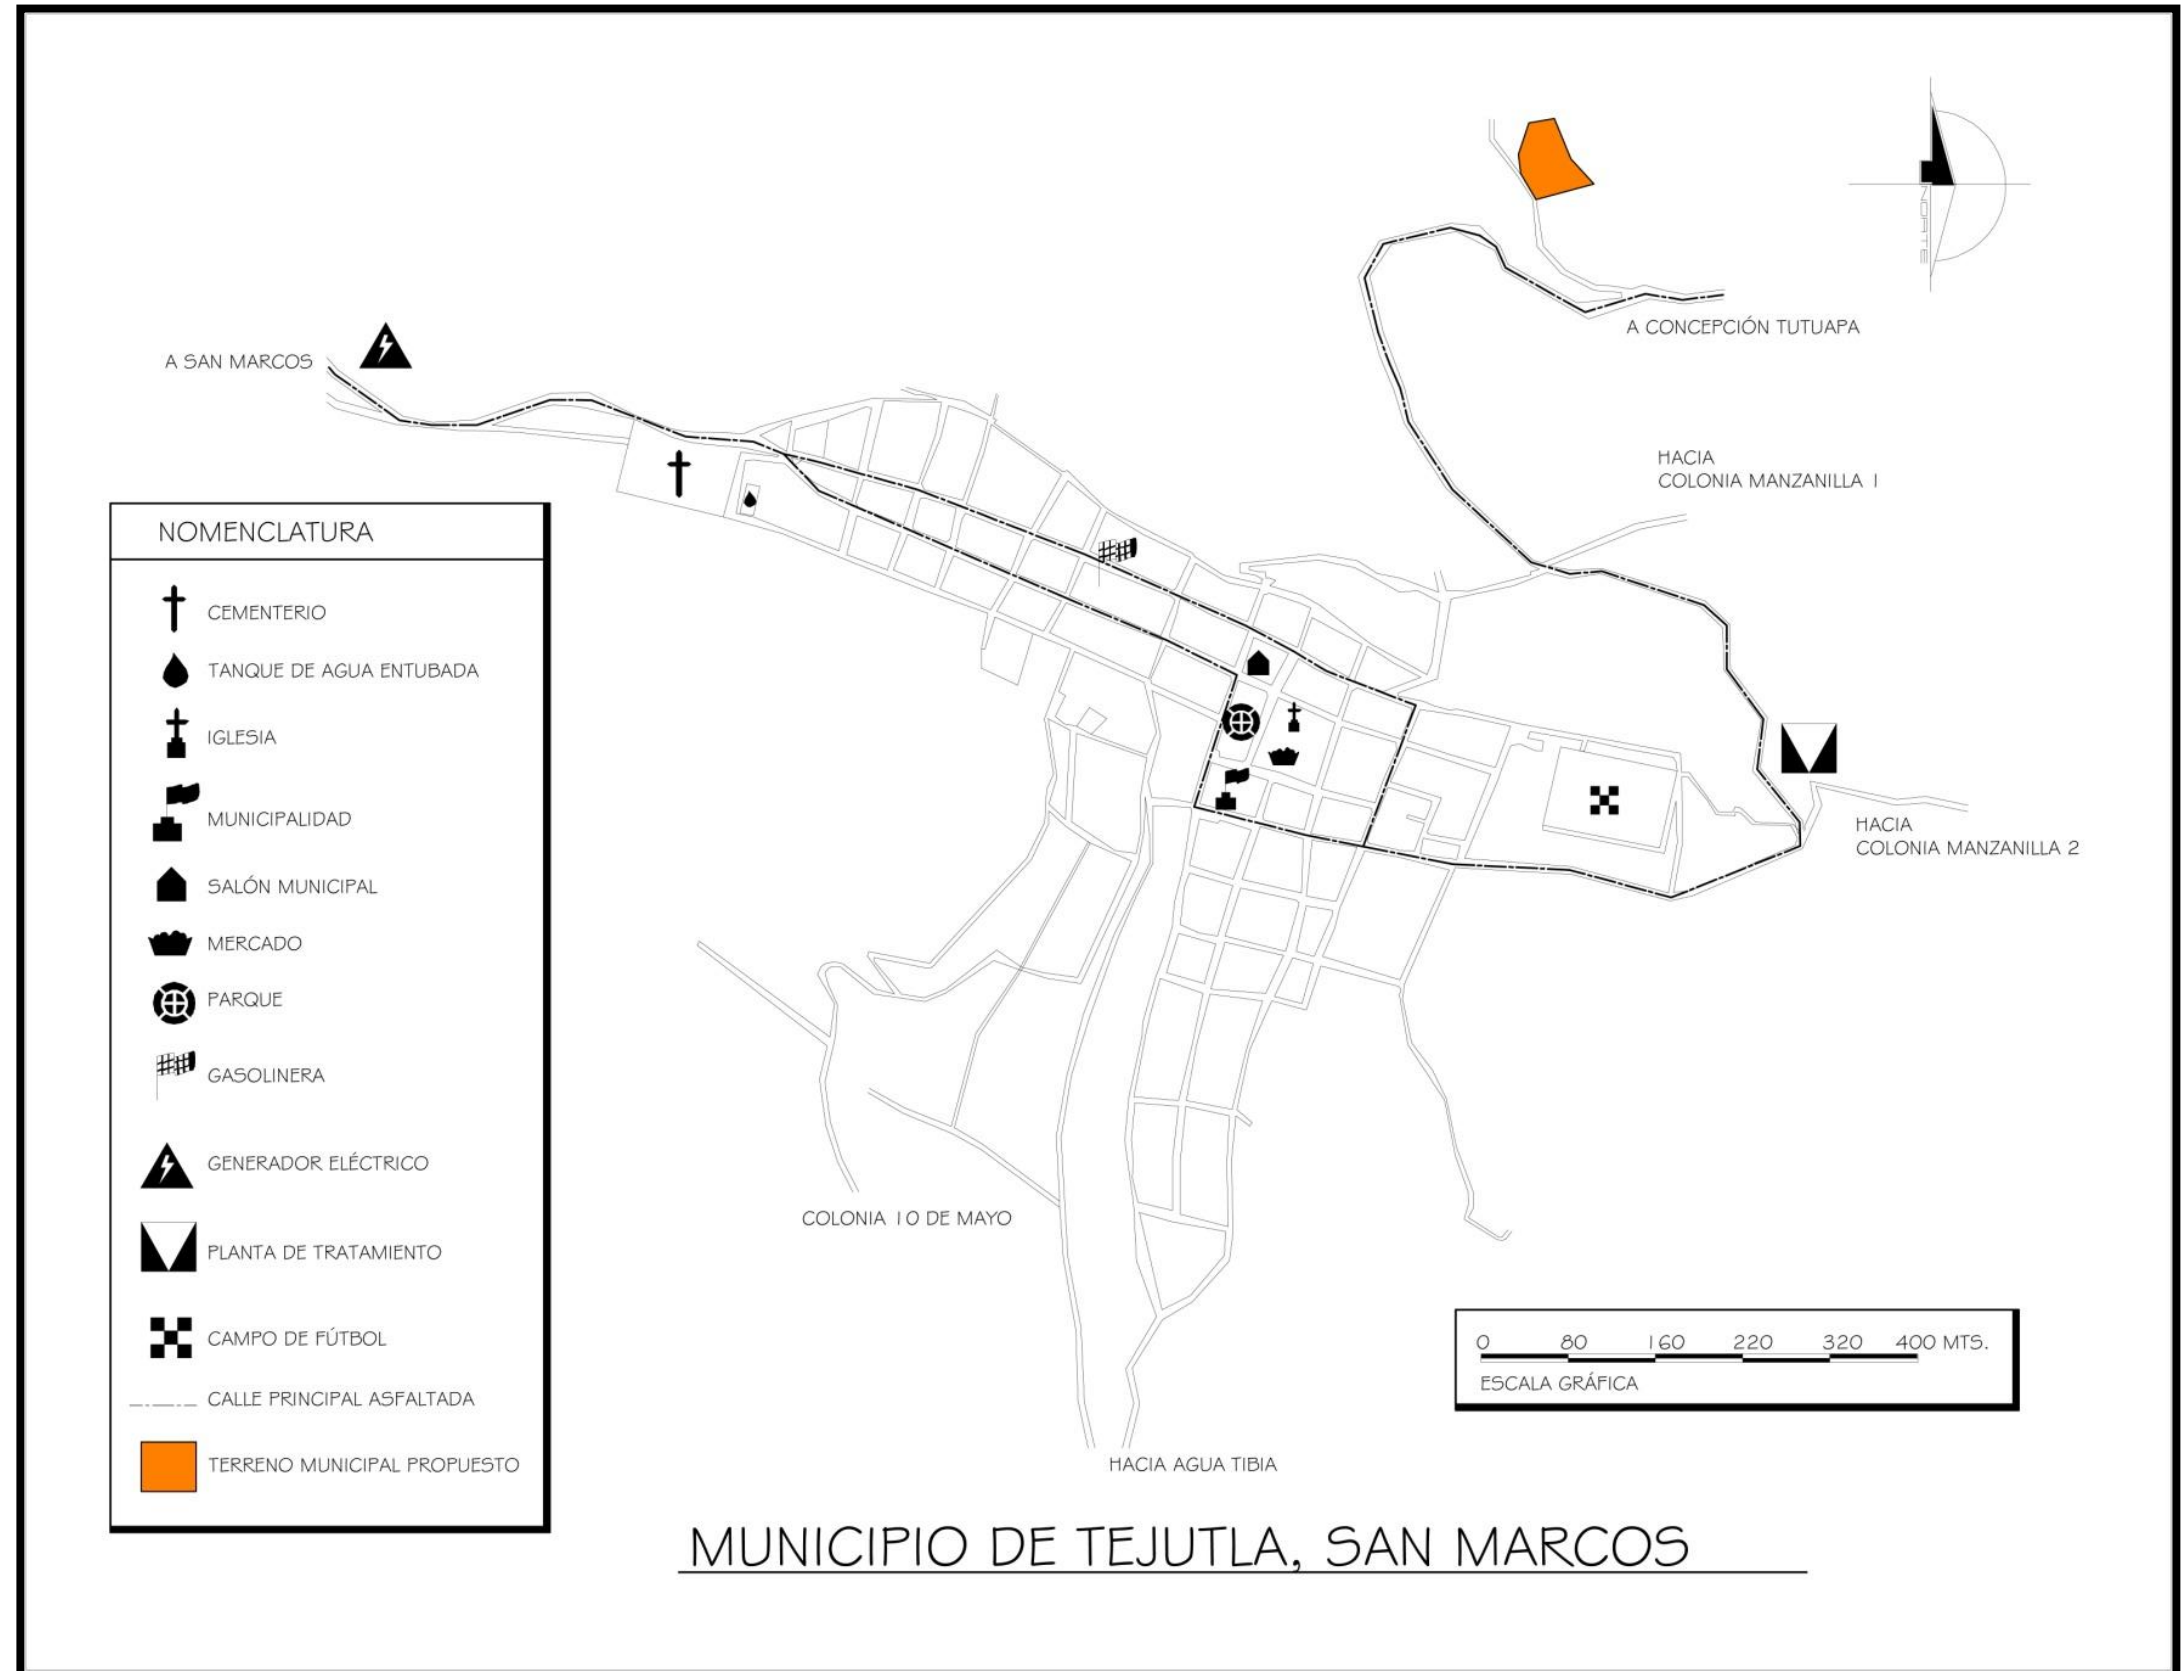 NORTE
A CONCEPCIÓN TUTUAPA
A SAN MARCOS
HACIA
COLONIA MANZANILLA 1
NOMENCLATURA
CEMENTERIO
TANQUE DE AGUA ENTUBADA
IGLESIA
MUNICIPALIDAD
SALÓN MUNICIPAL
MERCADO
PARQUE
GASOLINERA
GENERADOR ELÉCTRICO
PLANTA DE TRATAMIENTO
CAMPO DE FÚTBOL
CALLE PRINCIPAL ASFALTADA
TERRENO MUNICIPAL PROPUESTO
HACIA
COLONIA MANZANILLA 2
COLONIA 10 DE MAYO
0 80 160 220 320 400 MTS.
ESCALA GRÁFICA
HACIA AGUA TIBIA
MUNICIPIO DE TEJUTLA, SAN MARCOS